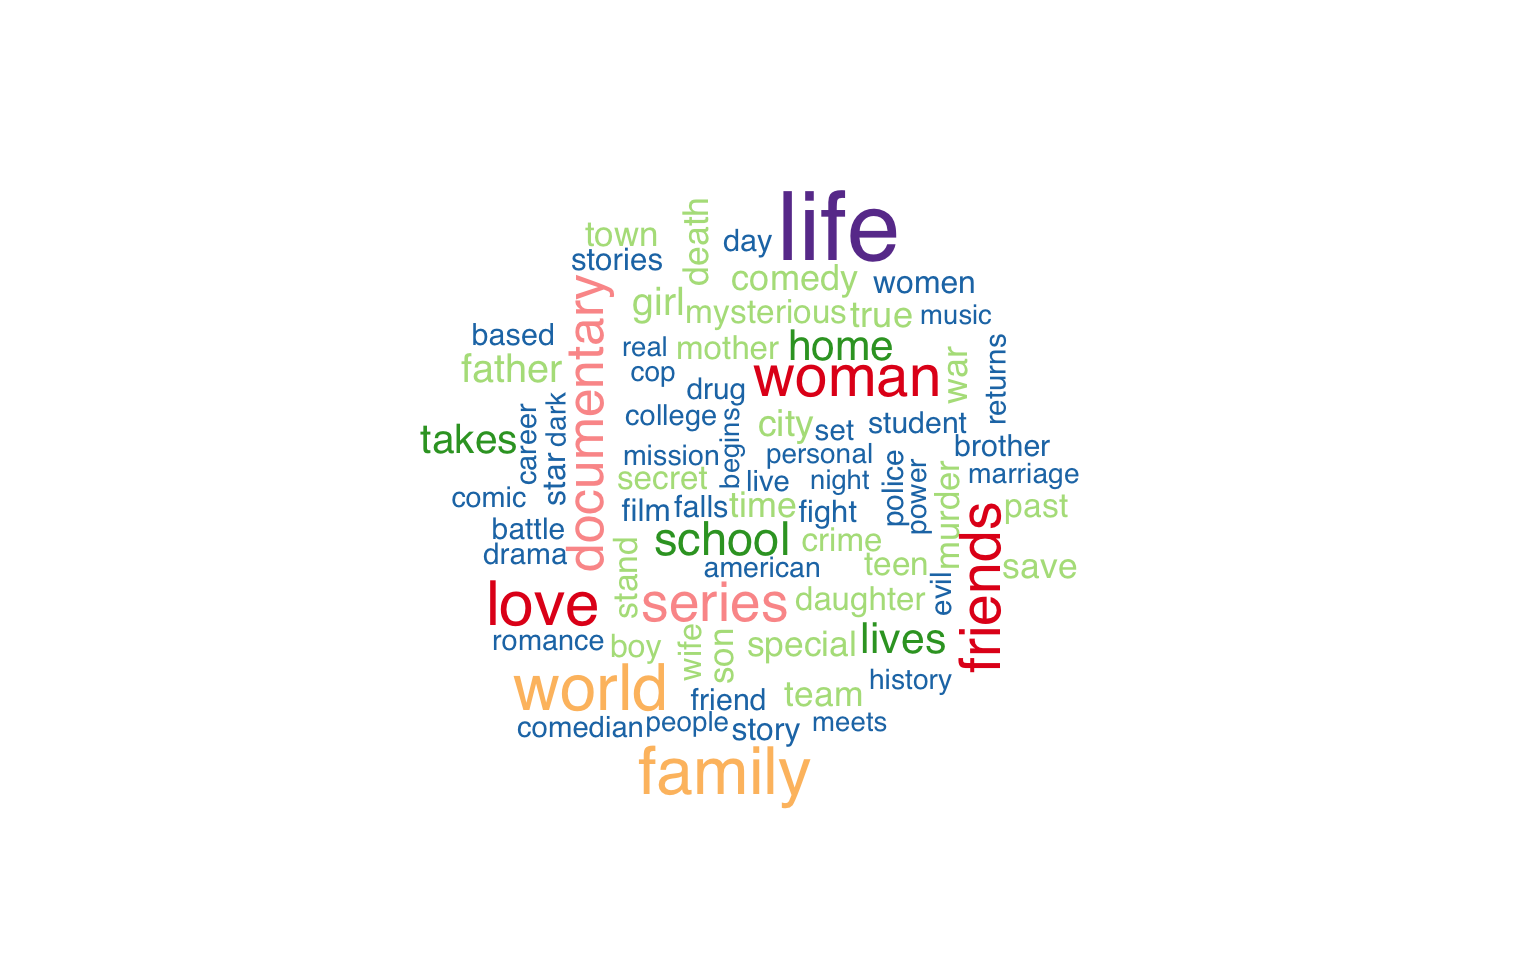 life
town
death
day
stories
comedy
women
documentary
girl
mysterious
true
music
based
real
mother
home
returns
father
cop
woman
war
drug
college
begins
city
set
student
takes
career
dark
star
mission
personal
brother
secret
live
night
police
power
murder
marriage
comic
film
falls
time
fight
past
battle
school
crime
friends
drama
stand
american
teen
evil
save
love
series
daughter
romance
boy
wife
son
special
lives
world
friend
team
history
comedian
people
story
meets
family